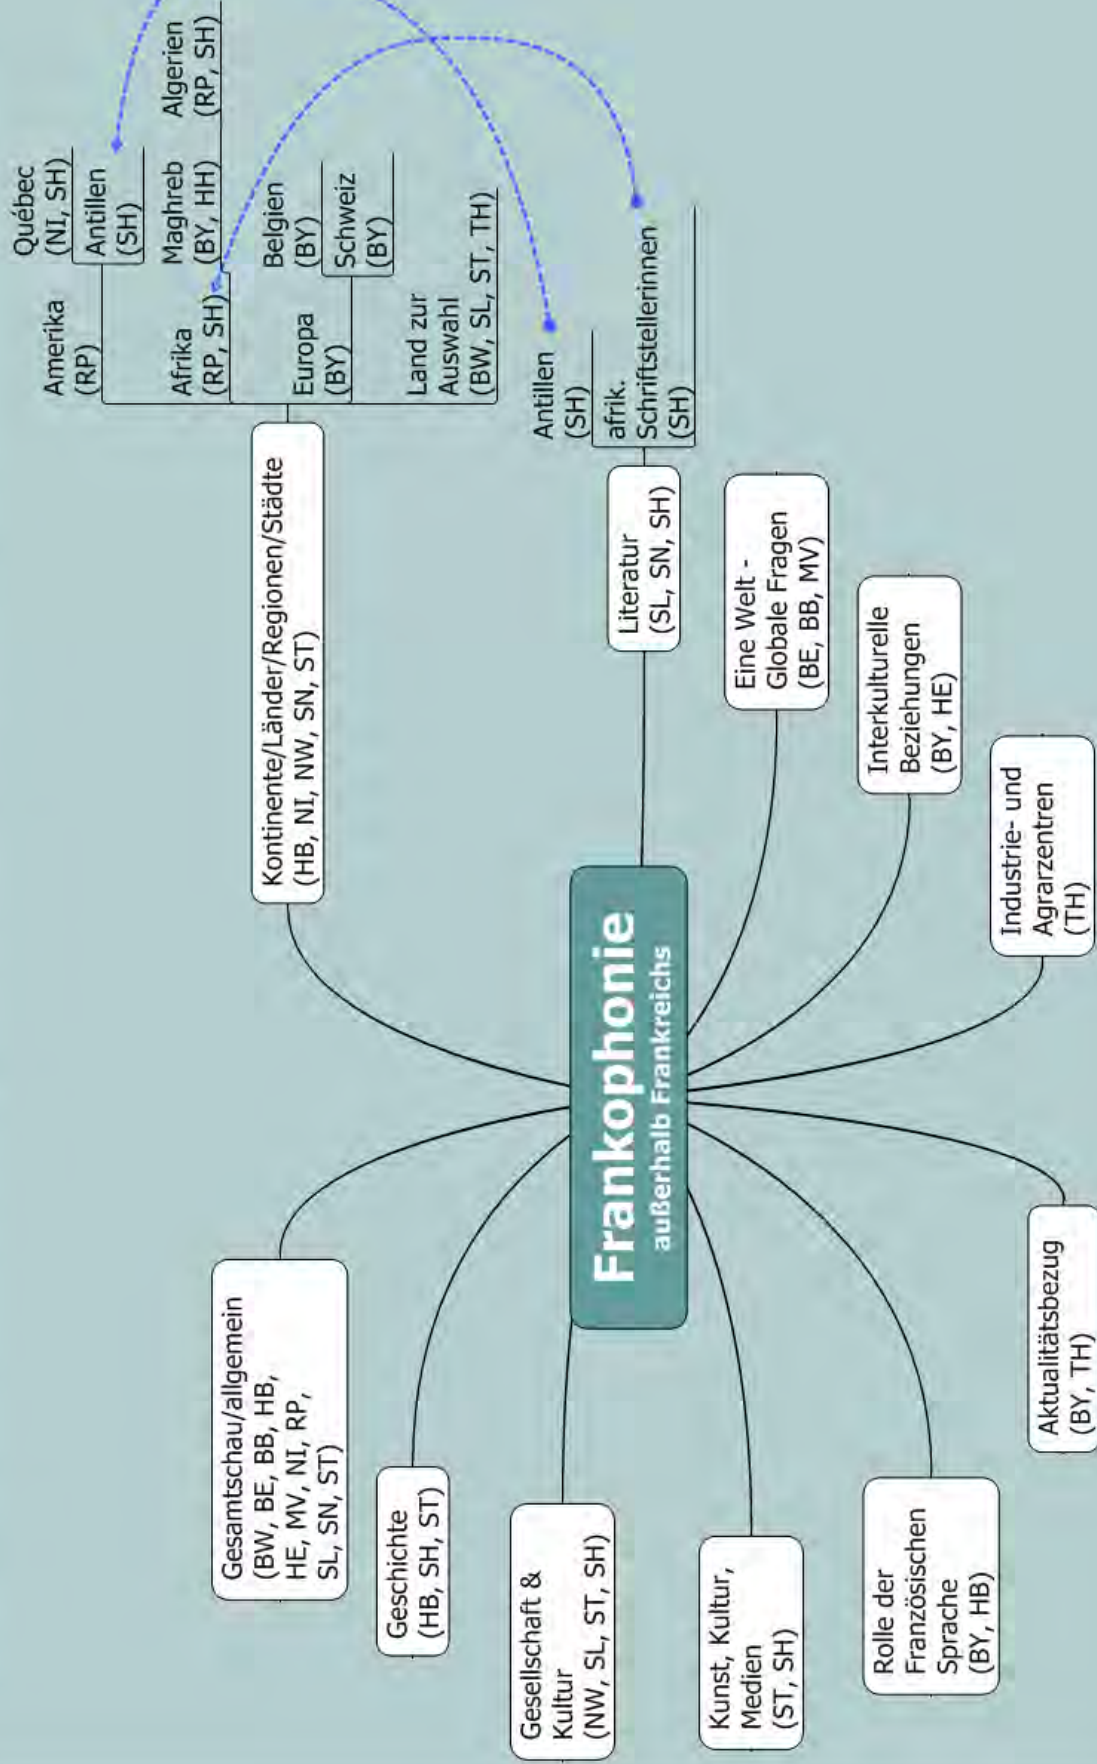 Frankophonie
außerhalb Frankreichs
Gesamtschau/allgemein
(BW, BE, BB, HB,
HE, MV, NI, RP,
SL, SN, ST)
Geschichte
(HB, SH, ST)
Gesellschaft &
Kultur
(NW, SL, ST, SH)
Kunst, Kultur,
Medien
(ST, SH)
Rolle der
Französischen
Sprache
(BY, HB)
Aktualitätsbezug
(BY, TH)
Kontinente/Länder/Regionen/Städte
(HB, NI, NW, SN, ST)
Amerika
(RP)
Québec
(NI, SH)
Antillen
(SH)
Afrika
(RP, SH)
Maghreb
(BY, HH)
Algerien
(RP, SH)
Europa
(BY)
Belgien
(BY)
Schweiz
(BY)
Land zur
Auswahl
(BW, SL, ST, TH)
Literatur
(SL, SN, SH)
Antillen
(SH)
afrik.
Schriftstellerinnen
(SH)
Eine Welt -
Globale Fragen
(BE, BB, MV)
Interkulturelle
Beziehungen
(BY, HE)
Industrie- und
Agrarzentren
(TH)